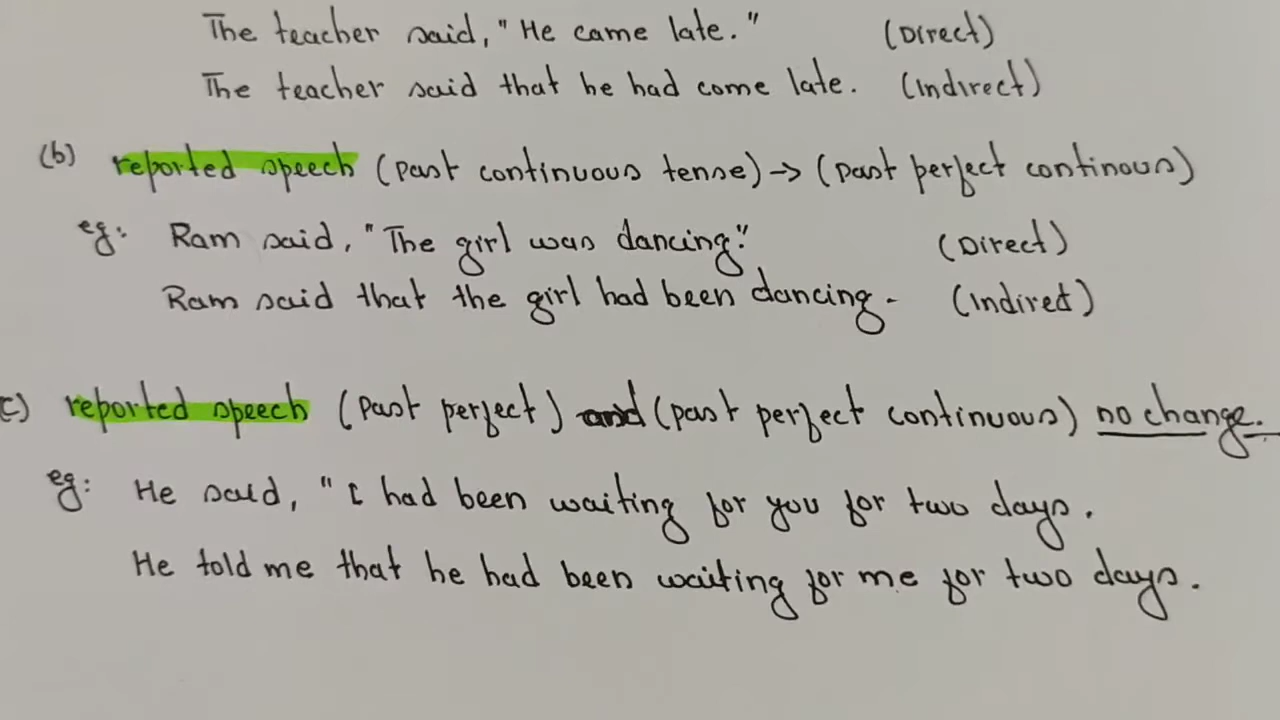 The teacher said, "He came late." (Direct)
The teacher said that he had come late. (Indirect)
(b) reported speech (past continuous tense) → (past perfect continous)
eg: Ram said, "The girl was dancing." (Direct)
Ram said that the girl had been dancing. (Indirect)
c) reported speech (past perfect) and (past perfect continuous) no change.
eg: He said, "I had been waiting for you for two days.
He told me that he had been waiting for me for two days.